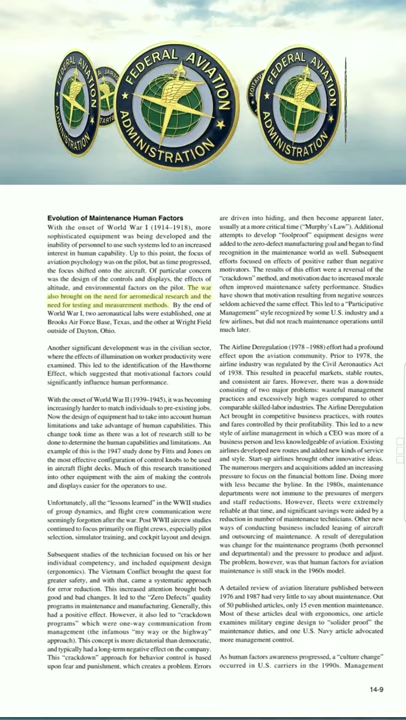 FEDERAL AVIATION
ADMINISTRATION
FEDERAL AVIATION
ADMINISTRATION
FEDERAL AVIATION
ADMINISTRATION
Evolution of Maintenance Human Factors
With the onset of World War I (1914–1918), more
sophisticated equipment was being developed and the
inability of personnel to use such systems led to an increased
interest in human capacity. Up to this point, the focus of
aviation psychology was on the pilot, but as time progressed,
the focus shifted onto the aircraft. Of particular concern
was the design of the controls and displays, the effects of
altitude, and environmental factors on the pilot. The war
also brought on the need for aeromedical research and the
need for testing and measurement methods. By the end of
World War I, two aeronautical labs were established, one at
Brooks Air Force Base, Texas, and the other at Wright Field
outside of Dayton, Ohio.
Another significant development was in the civilian sector,
where the effects of illumination on worker productivity were
examined. This led to the identification of the Hawthorne
Effect, which suggested that motivational factors could
significantly influence human performance.
With the onset of World War II (1939–1945), it was becoming
increasingly harder to match individuals to pre-existing jobs.
Now the design of equipment had to take into account human
limitations and take advantage of human capabilities. This
change took time as there was a lot of research still to be
done to determine the human capabilities and limitations. An
example of this is the 1947 study done by Fitts and Jones on
the most effective configuration of control knobs to be used
in aircraft flight decks. Much of this research transitioned
into other equipment with the aim of making the controls
and displays easier for the operators to use.
Unfortunately, all the "lessons learned" in the WWII studies
of group dynamics, and flight crew communication were
seemingly forgotten after the war. Post WWII aircrew studies
continued to focus primarily on flight crews, especially pilot
selection, simulator training, and cockpit layout and design.
Subsequent studies of the technician focused on his or her
individual competency, and included equipment design
(ergonomics). The Vietnam Conflict brought the quest for
greater safety, and with that, came a systematic approach
for error reduction. This increased attention brought both
good and bad changes. It led to the "Zero Defects" quality
programs in maintenance and manufacturing. Generally, this
had a positive effect. However, it also led to "crackdown
programs" which were one-way communication from
management (the infamous "my way or the highway"
approach). This concept is more dictatorial than democratic,
and typically had a long-term negative effect on the company.
This "crackdown" approach for behavior control is based
upon fear and punishment, which creates a problem. Errors
are driven into hiding, and then become apparent later,
usually at a more critical time ("Murphy's Law"). Additional
attempts to develop "foolproof" equipment designs were
added to the zero-defect manufacturing goal and began to find
recognition in the maintenance world as well. Subsequent
efforts focused on effects of positive rather than negative
motivators. The results of this effort were a reversal of the
"crackdown" method, and motivation due to increased morale
often improved maintenance safety performance. Studies
have shown that motivation resulting from negative sources
seldom achieved the same effect. This led to a "Participative
Management" style recognized by some U.S. industry and a
few airlines, but did not reach maintenance operations until
much later.
The Airline Deregulation (1978–1988) effort had a profound
effect upon the aviation community. Prior to 1978, the
airline industry was regulated by the Civil Aeronautics Act
of 1938. This resulted in peaceful markets, stable routes,
and consistent air fares. However, there was a downside
consisting of two major problems: wasteful management
practices and excessively high wages compared to other
comparable skilled-labor industries. The Airline Deregulation
Act brought in competitive business practices, with routes
and fares controlled by their profitability. This led to a new
style of airline management in which a CEO was more of a
business person and less knowledgeable of aviation. Existing
airlines developed new routes and added new kinds of service
and style. Start-up airlines brought other innovative ideas.
The numerous mergers and acquisitions added an increasing
pressure to focus on the financial bottom line. Doing more
with less became the byline. In the 1980s, maintenance
departments were not immune to the pressures of mergers
and staff reductions. However, fleets were extremely
reliable at that time, and significant savings were aided by a
reduction in number of maintenance technicians. Other new
ways of conducting business included leasing of aircraft
and outsourcing of maintenance. A result of deregulation
was change for the maintenance programs (both personnel
and departmental) and the pressure to produce and adjust.
The problem, however, was that human factors for aviation
maintenance is still stuck in the 1960s model.
A detailed review of aviation literature published between
1976 and 1987 had very little to say about maintenance. Out
of 50 published articles, only 15 even mention maintenance.
Most of these articles deal with ergonomics, one article
examines military engine design to "solider proof" the
maintenance duties, and one U.S. Navy article advocated
more management control.
As human factors awareness progressed, a "culture change"
occurred in U.S. carriers in the 1990s. Management
14-9